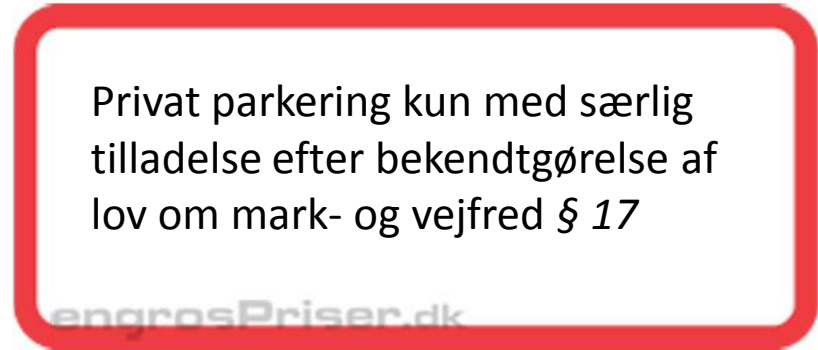 Privat parkering kun med særlig
tilladelse efter bekendtgørelse af
lov om mark- og vejfred § 17
engrosPriser.dk